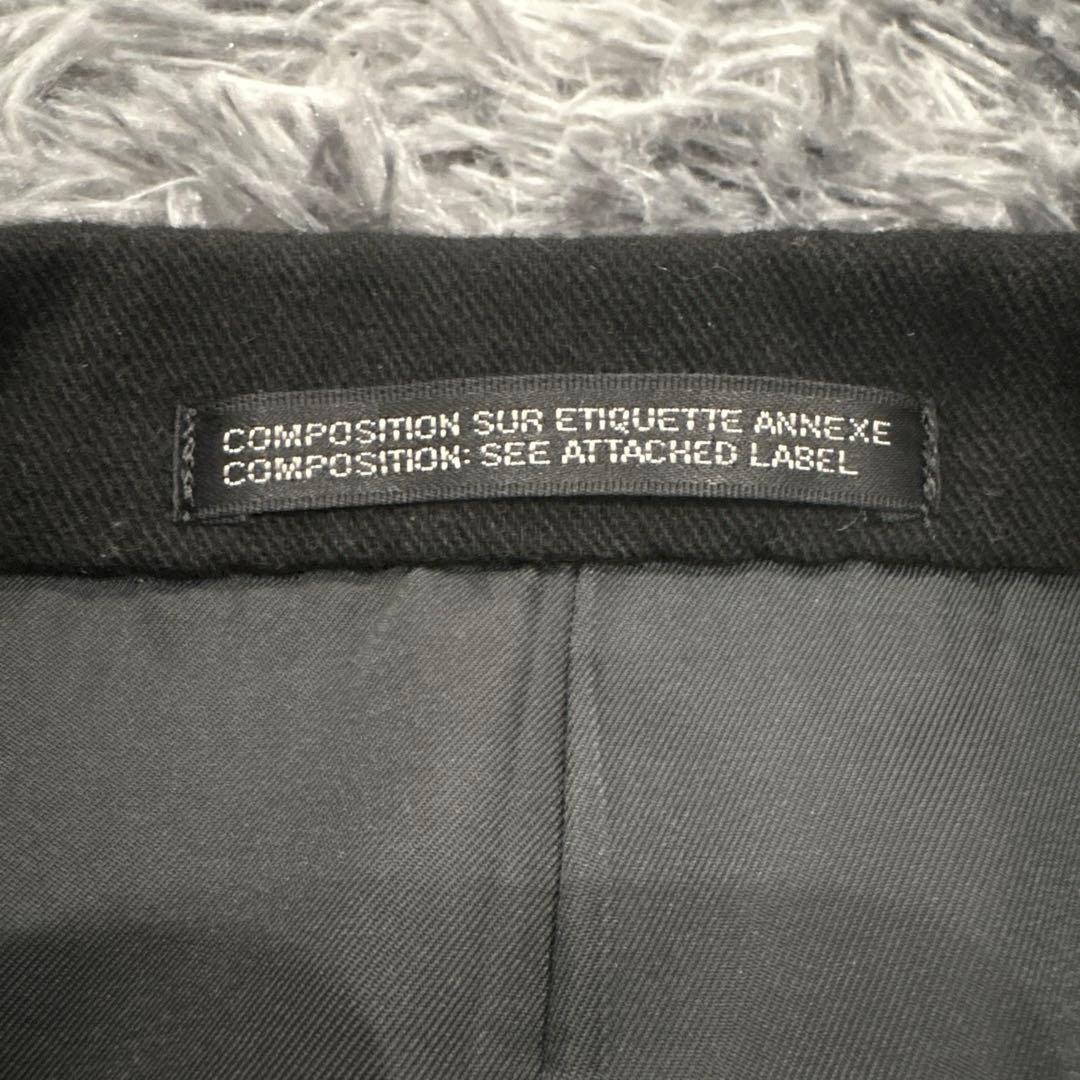 COMPOSITION SUR ETIQUETTE ANNEXE
COMPOSITION: SEE ATTACHED LABEL